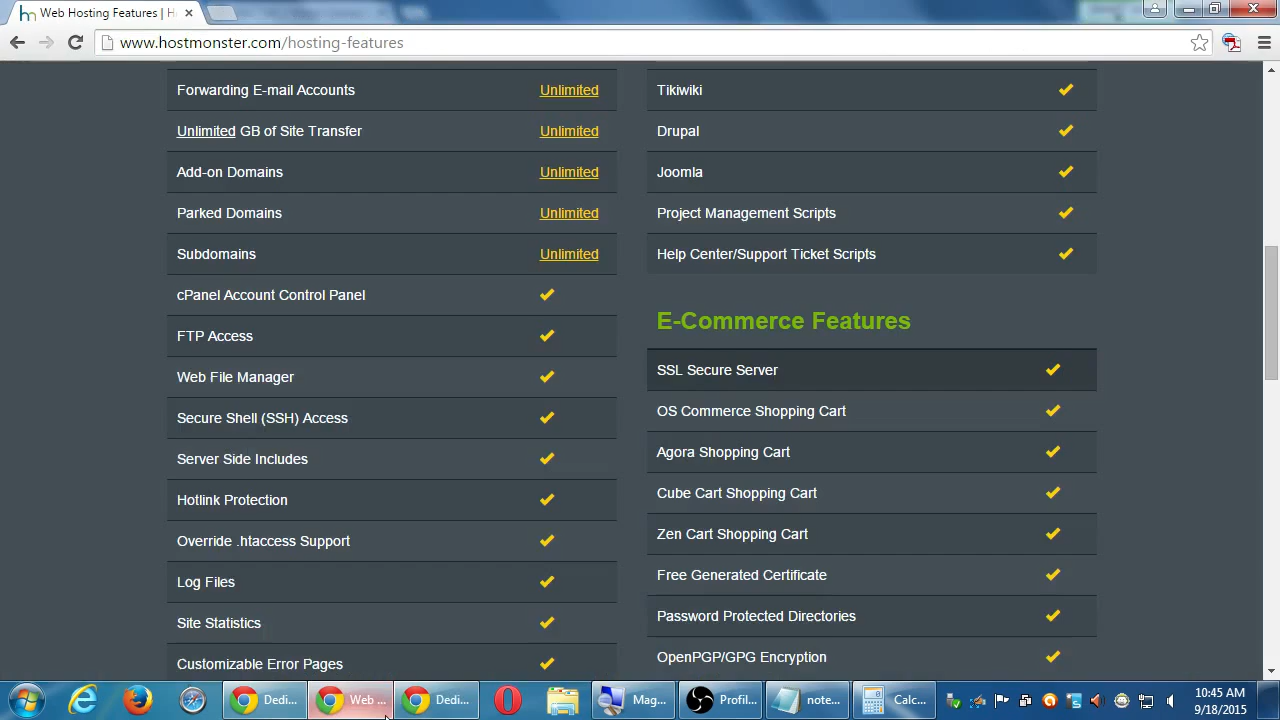 Web Hosting Features | H
www.hostmonster.com/hosting-features
Forwarding E-mail Accounts Unlimited
Unlimited GB of Site Transfer Unlimited
Add-on Domains Unlimited
Parked Domains Unlimited
Subdomains Unlimited
cPanel Account Control Panel
FTP Access
Web File Manager
Secure Shell (SSH) Access
Server Side Includes
Hotlink Protection
Override .htaccess Support
Log Files
Site Statistics
Customizable Error Pages
Tikiwiki
Drupal
Joomla
Project Management Scripts
Help Center/Support Ticket Scripts
E-Commerce Features
SSL Secure Server
OS Commerce Shopping Cart
Agora Shopping Cart
Cube Cart Shopping Cart
Zen Cart Shopping Cart
Free Generated Certificate
Password Protected Directories
OpenPGP/GPG Encryption
Dedi... Web ... Dedi... Mag... Profil... note... Calc...
10:45 AM
9/18/2015